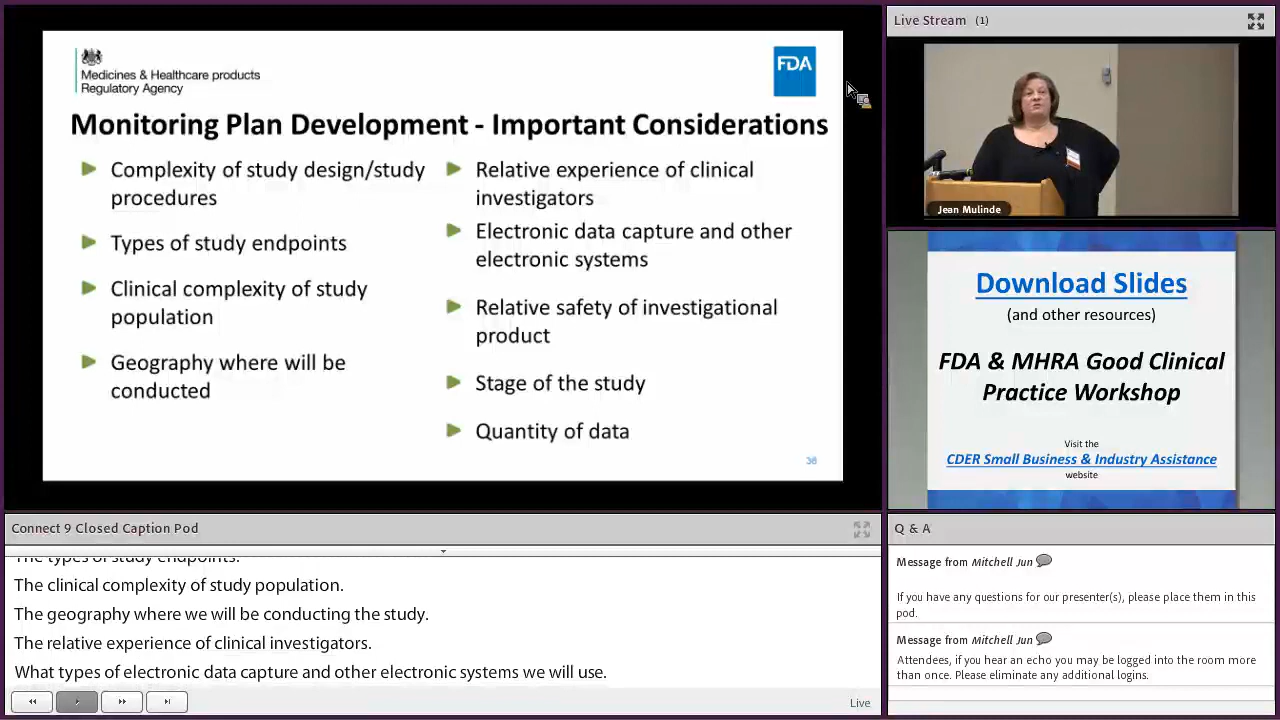 Medicines & Healthcare products
Regulatory Agency
FDA
Monitoring Plan Development - Important Considerations
Complexity of study design/study
procedures
Types of study endpoints
Clinical complexity of study
population
Geography where will be
conducted
Relative experience of clinical
investigators
Electronic data capture and other
electronic systems
Relative safety of investigational
product
Stage of the study
Quantity of data
36
Live Stream (1)
Jean Mulinde
Download Slides
(and other resources)
FDA & MHRA Good Clinical
Practice Workshop
Visit the
CDER Small Business & Industry Assistance
website
Connect 9 Closed Caption Pod
The types of study endpoints.
The clinical complexity of study population.
The geography where we will be conducting the study.
The relative experience of clinical investigators.
What types of electronic data capture and other electronic systems we will use.
Live
Q & A
Message from Mitchell Jun
If you have any questions for our presenter(s), please place them in this
pod.
Message from Mitchell Jun
Attendees, if you hear an echo you may be logged into the room more
than once. Please eliminate any additional logins.